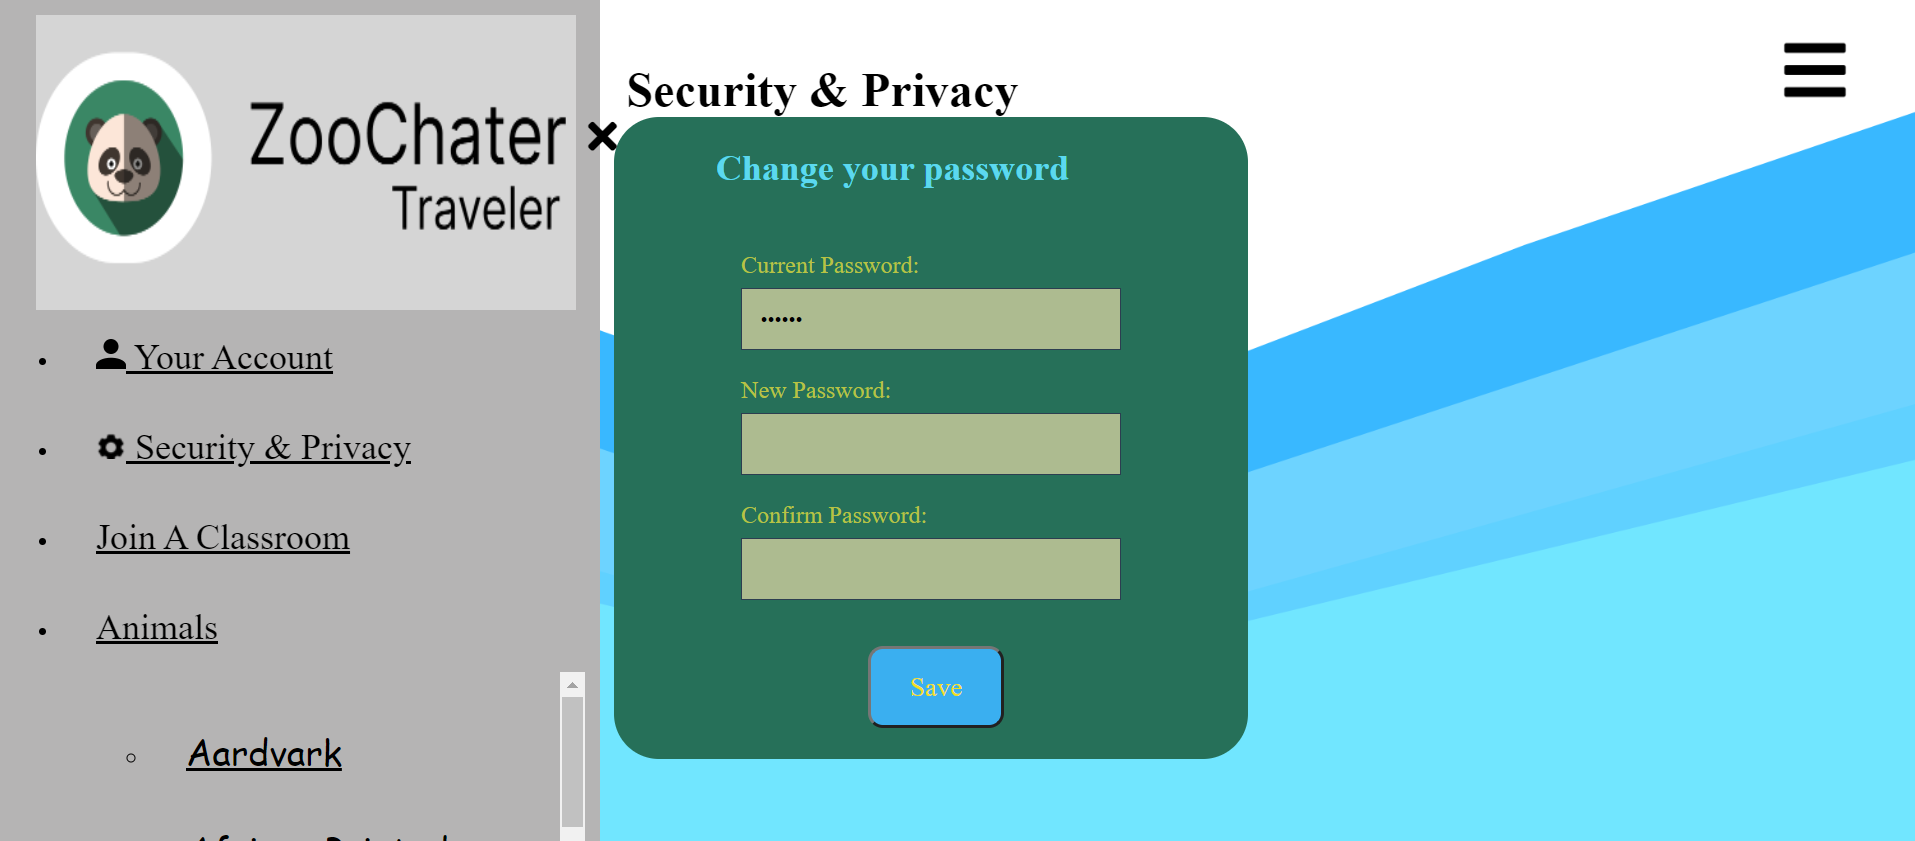 ZooChater
Traveler
Your Account
Security & Privacy
Join A Classroom
Animals
Aardvark
Security & Privacy
Change your password
Current Password:
••••••
New Password:
Confirm Password:
Save